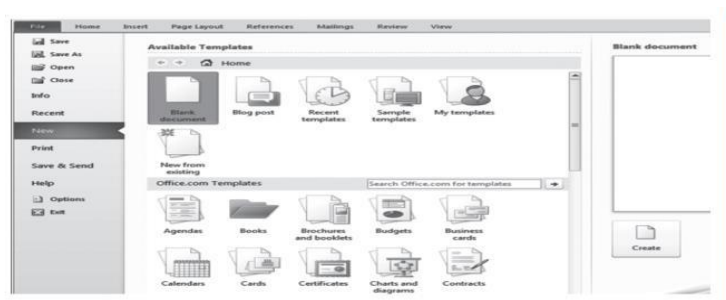 File Home Insert Page Layout References Mailings Review View
Save
Save As
Open
Close
Info
Recent
New
Print
Save & Send
Help
Options
Exit
Available Templates
Home
Blank document
Blog post
Recent templates
Sample templates
My templates
New from existing
Office.com Templates
Search Office.com for templates
Agendas
Books
Brochures and booklets
Budgets
Business cards
Calendars
Cards
Certificates
Charts and diagrams
Contracts
Blank document
Create